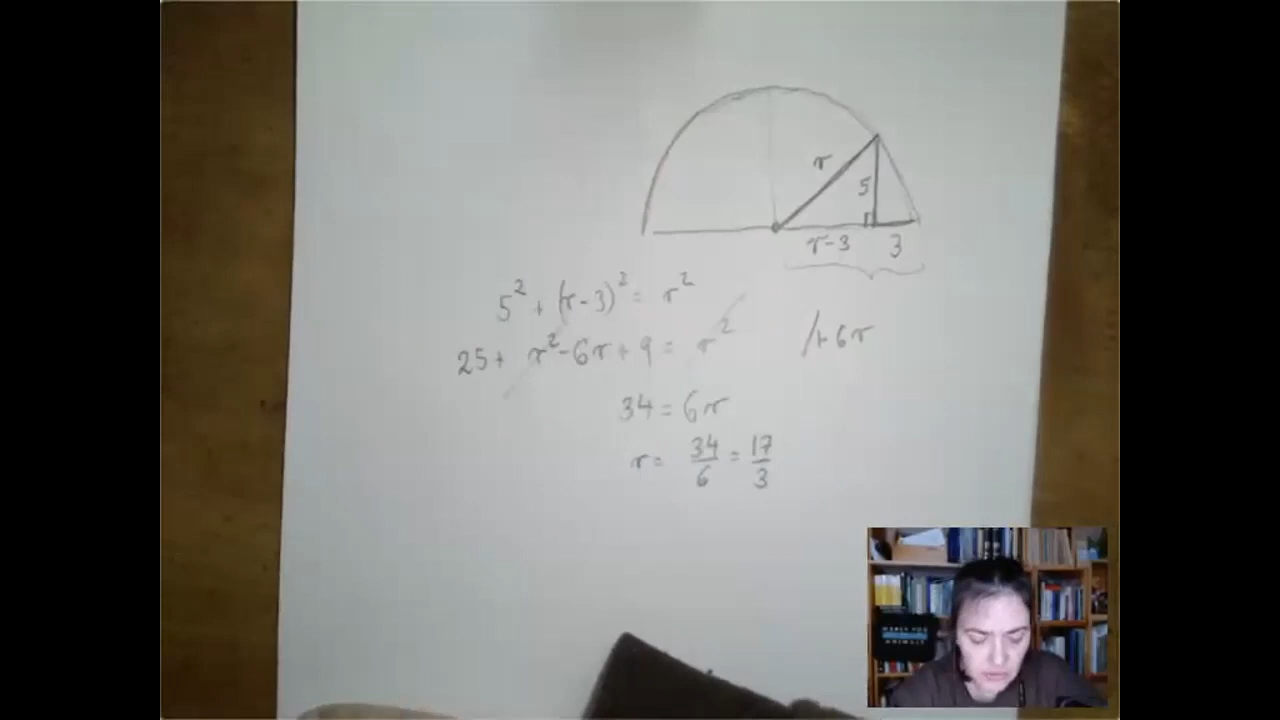 r
5
r-3 3
5² + (r-3)² = r²
25 + r² - 6r + 9 = r² /+6r
34 = 6r
r = 34/6 = 17/3